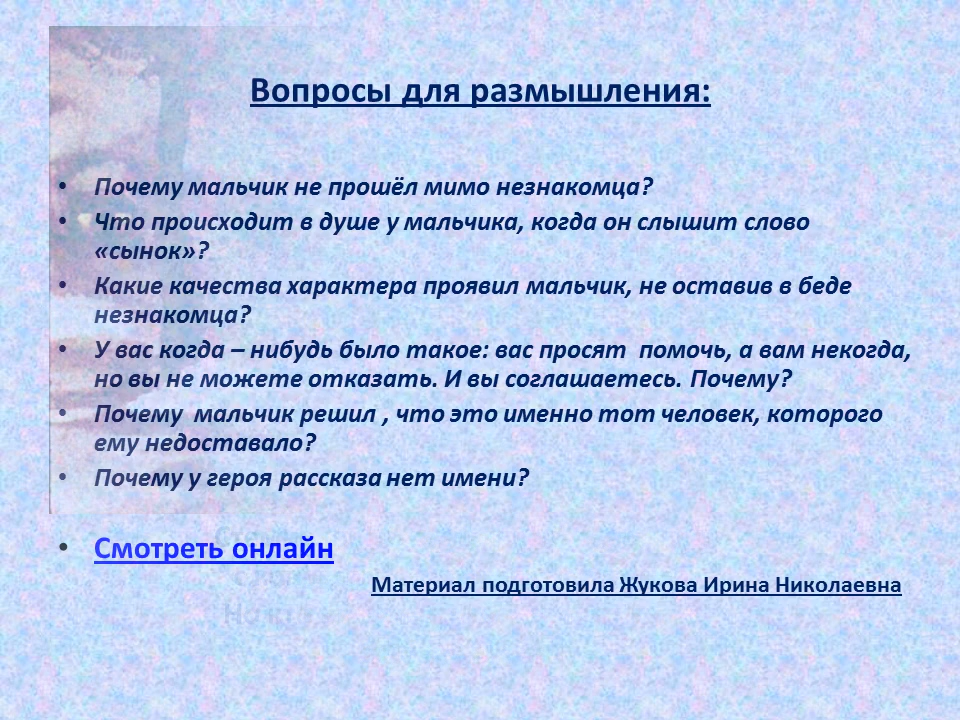 Вопросы для размышления:
• Почему мальчик не прошёл мимо незнакомца?
• Что происходит в душе у мальчика, когда он слышит слово
«сынок»?
• Какие качества характера проявил мальчик, не оставив в беде
незнакомца?
• У вас когда – нибудь было такое: вас просят  помочь, а вам некогда,
но вы не можете отказать. И вы соглашаетесь. Почему?
• Почему  мальчик решил , что это именно тот человек, которого
ему недоставало?
• Почему у героя рассказа нет имени?
• Смотреть онлайн
Материал подготовила Жукова Ирина Николаевна